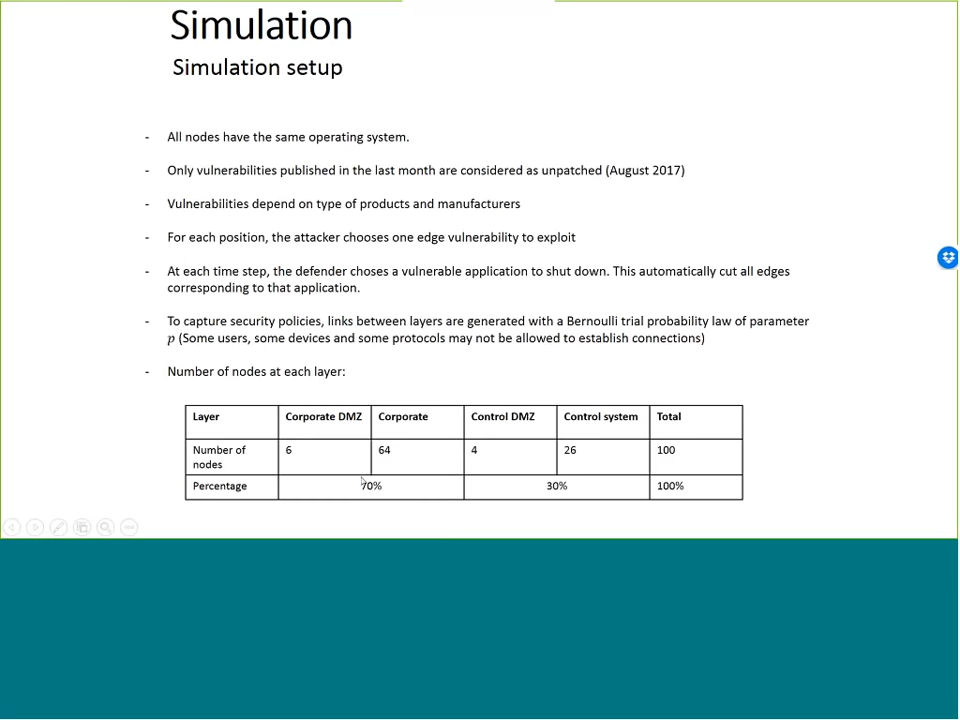 Simulation
Simulation setup
- All nodes have the same operating system.
- Only vulnerabilities published in the last month are considered as unpatched (August 2017)
- Vulnerabilities depend on type of products and manufacturers
- For each position, the attacker chooses one edge vulnerability to exploit
- At each time step, the defender choses a vulnerable application to shut down. This automatically cut all edges
corresponding to that application.
- To capture security policies, links between layers are generated with a Bernoulli trial probability law of parameter
p (Some users, some devices and some protocols may not be allowed to establish connections)
- Number of nodes at each layer:
Layer Corporate DMZ Corporate Control DMZ Control system Total
Number of nodes 6 64 4 26 100
Percentage 70% 30% 100%